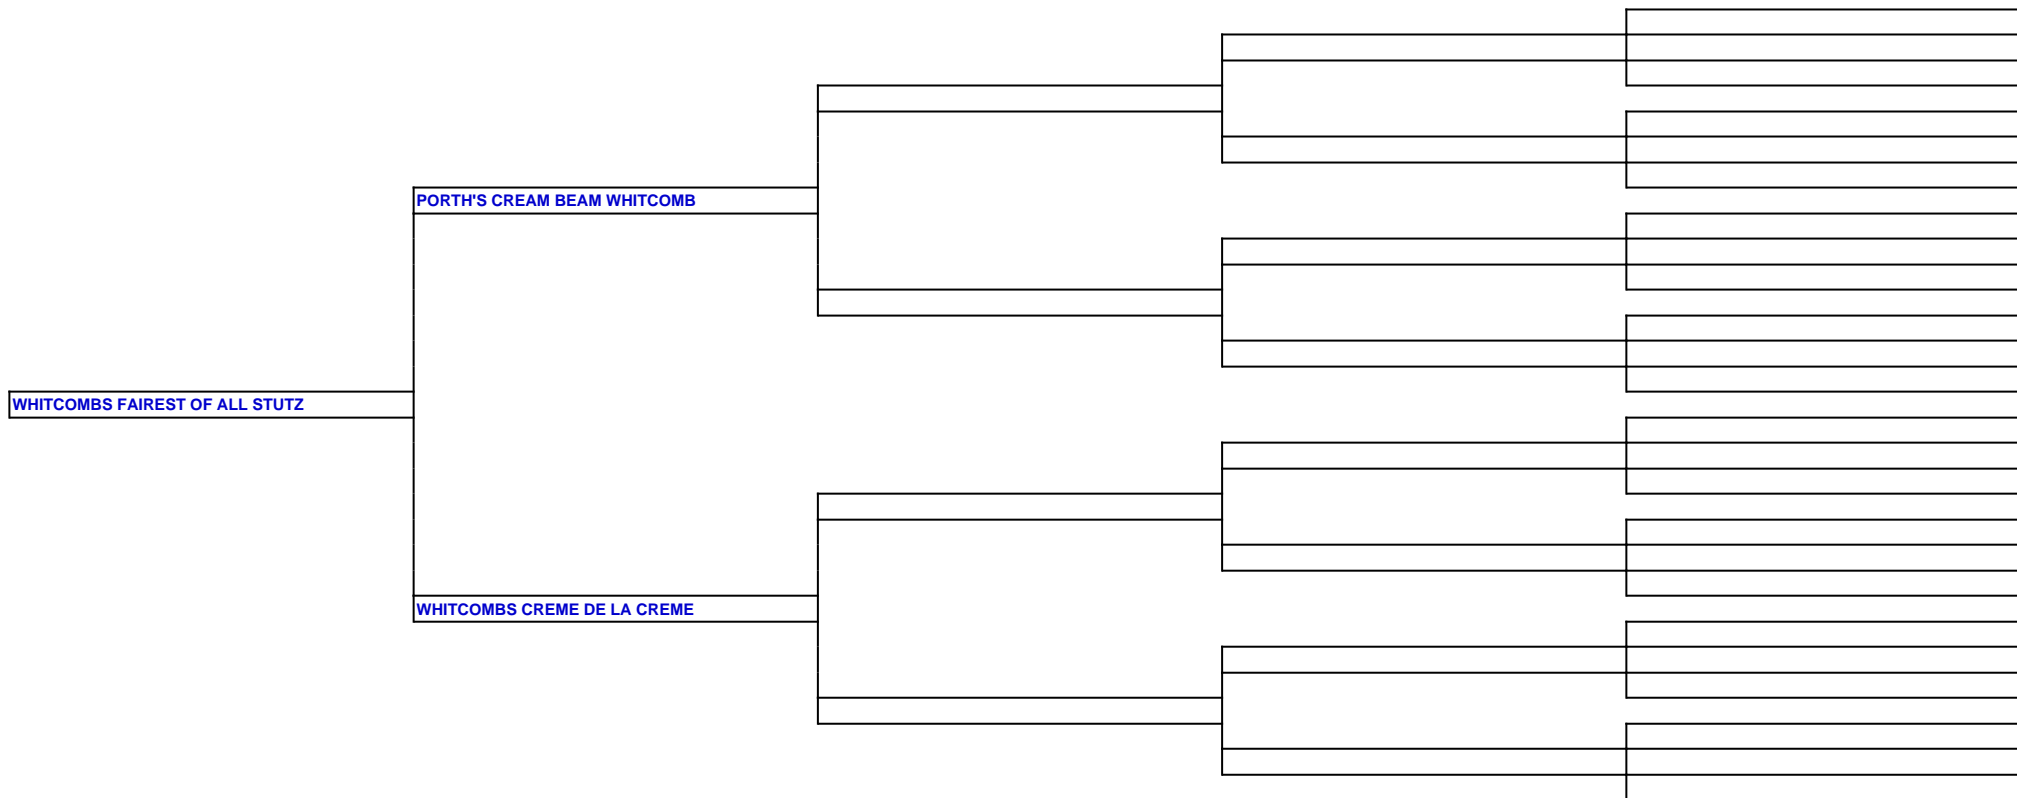 PORTH'S CREAM BEAM WHITCOMB
WHITCOMBS FAIREST OF ALL STUTZ
WHITCOMBS CREME DE LA CREME